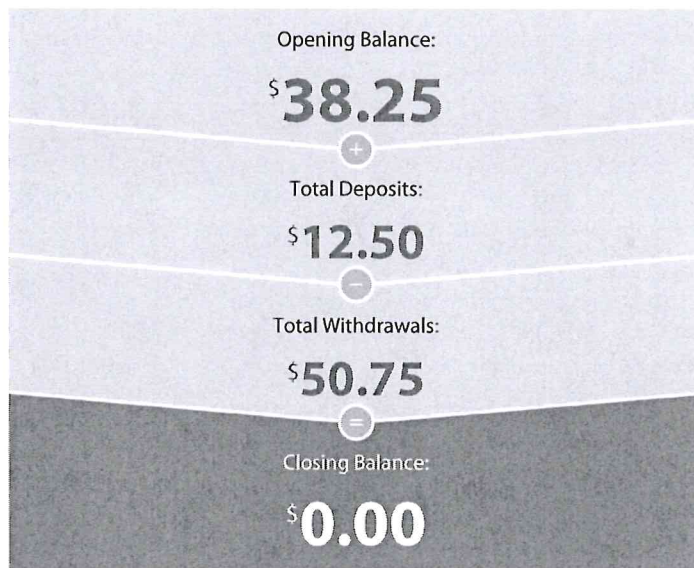 Opening Balance:
$38.25
+
Total Deposits:
$12.50
−
Total Withdrawals:
$50.75
=
Closing Balance:
$0.00